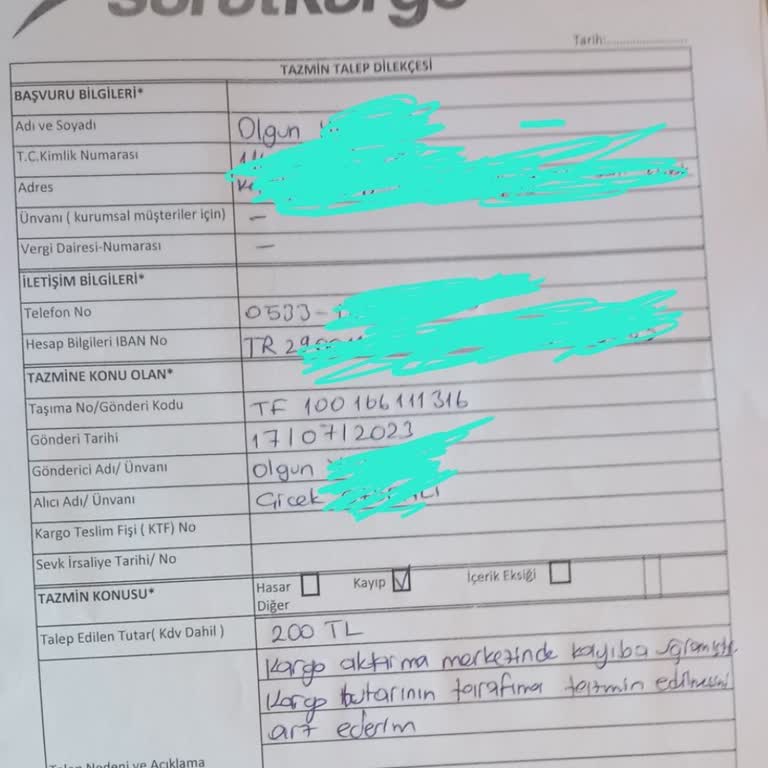 SüratKargo
Tarih:......................
TAZMİN TALEP DİLEKÇESİ
BAŞVURU BİLGİLERİ*
Adı ve Soyadı Olgun
T.C.Kimlik Numarası
Adres
Ünvanı ( kurumsal müşteriler için) —
Vergi Dairesi-Numarası —
İLETİŞİM BİLGİLERİ*
Telefon No 0533-
Hesap Bilgileri IBAN No TR 29
TAZMİNE KONU OLAN*
Taşıma No/Gönderi Kodu TF 100166111316
Gönderi Tarihi 17/07/2023
Gönderici Adı/ Ünvanı Olgun
Alıcı Adı/ Ünvanı Cicek
Kargo Teslim Fişi ( KTF) No
Sevk İrsaliye Tarihi/ No
TAZMİN KONUSU* Hasar Kayıp İçerik Eksiği
Diğer
Talep Edilen Tutar( Kdv Dahil ) 200 TL
Kargo aktarma merkezinde kayıba uğramıştır.
Kargo tutarının tarafıma tazmin edilmesini
arz ederim
Talep Nedeni ve Açıklama